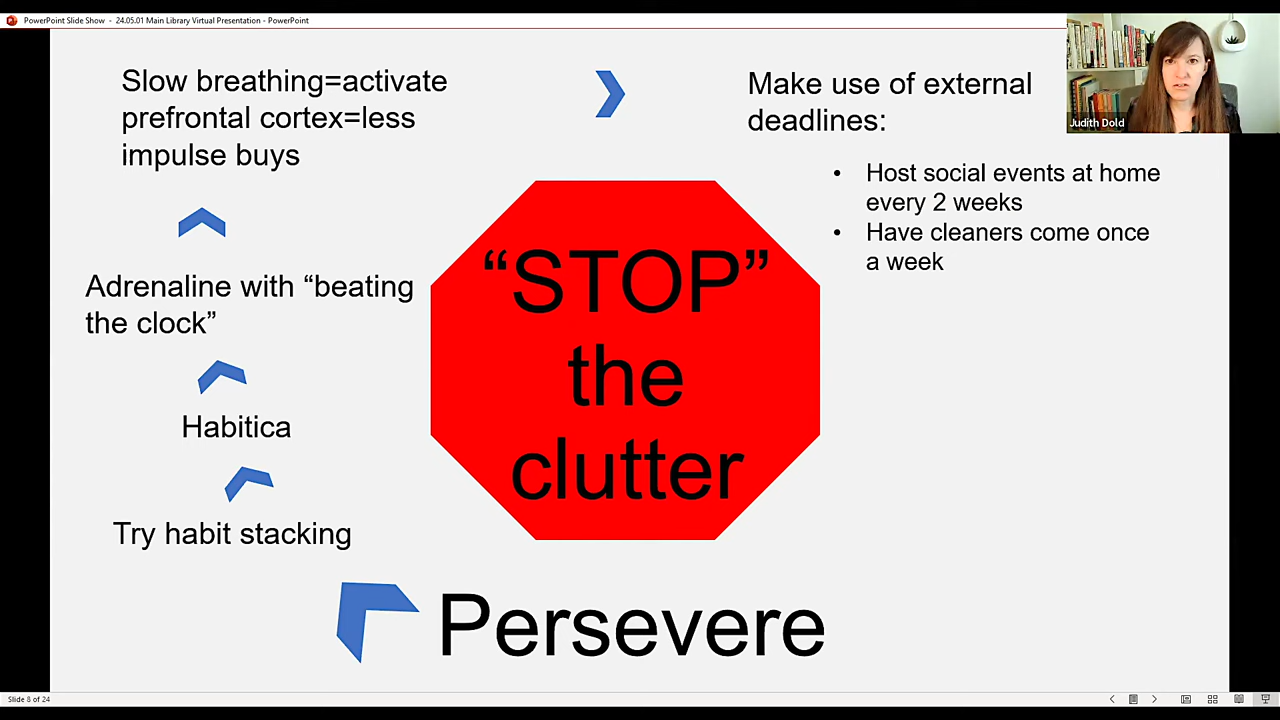 PowerPoint Slide Show - 24.05.01 Main Library Virtual Presentation - PowerPoint
Slow breathing=activate
prefrontal cortex=less
impulse buys
Make use of external
deadlines:
Judith Dold
• Host social events at home
every 2 weeks
• Have cleaners come once
a week
“STOP”
the
clutter
Adrenaline with “beating
the clock”
Habitica
Try habit stacking
Persevere
Slide 8 of 24